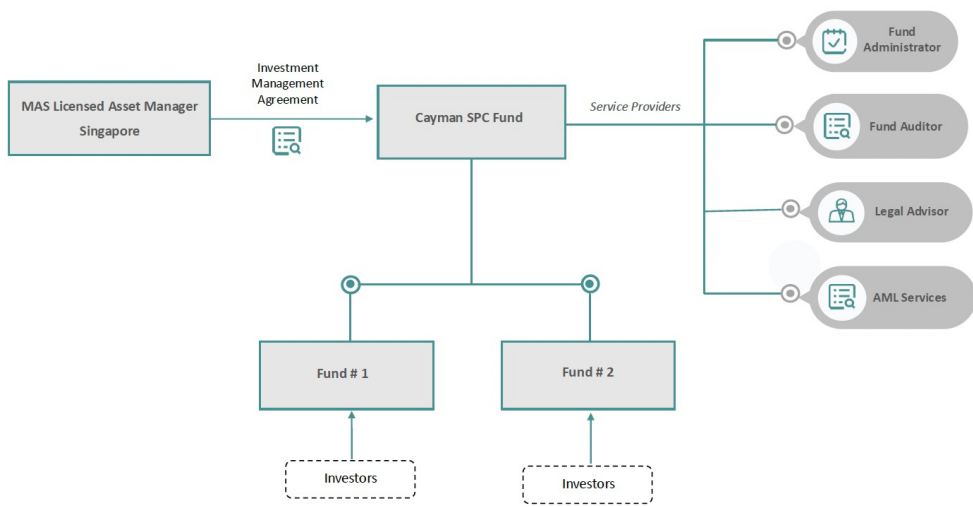 MAS Licensed Asset Manager
Singapore
Investment
Management
Agreement
Cayman SPC Fund
Service Providers
Fund
Administrator
Fund Auditor
Legal Advisor
AML Services
Fund # 1
Fund # 2
Investors
Investors